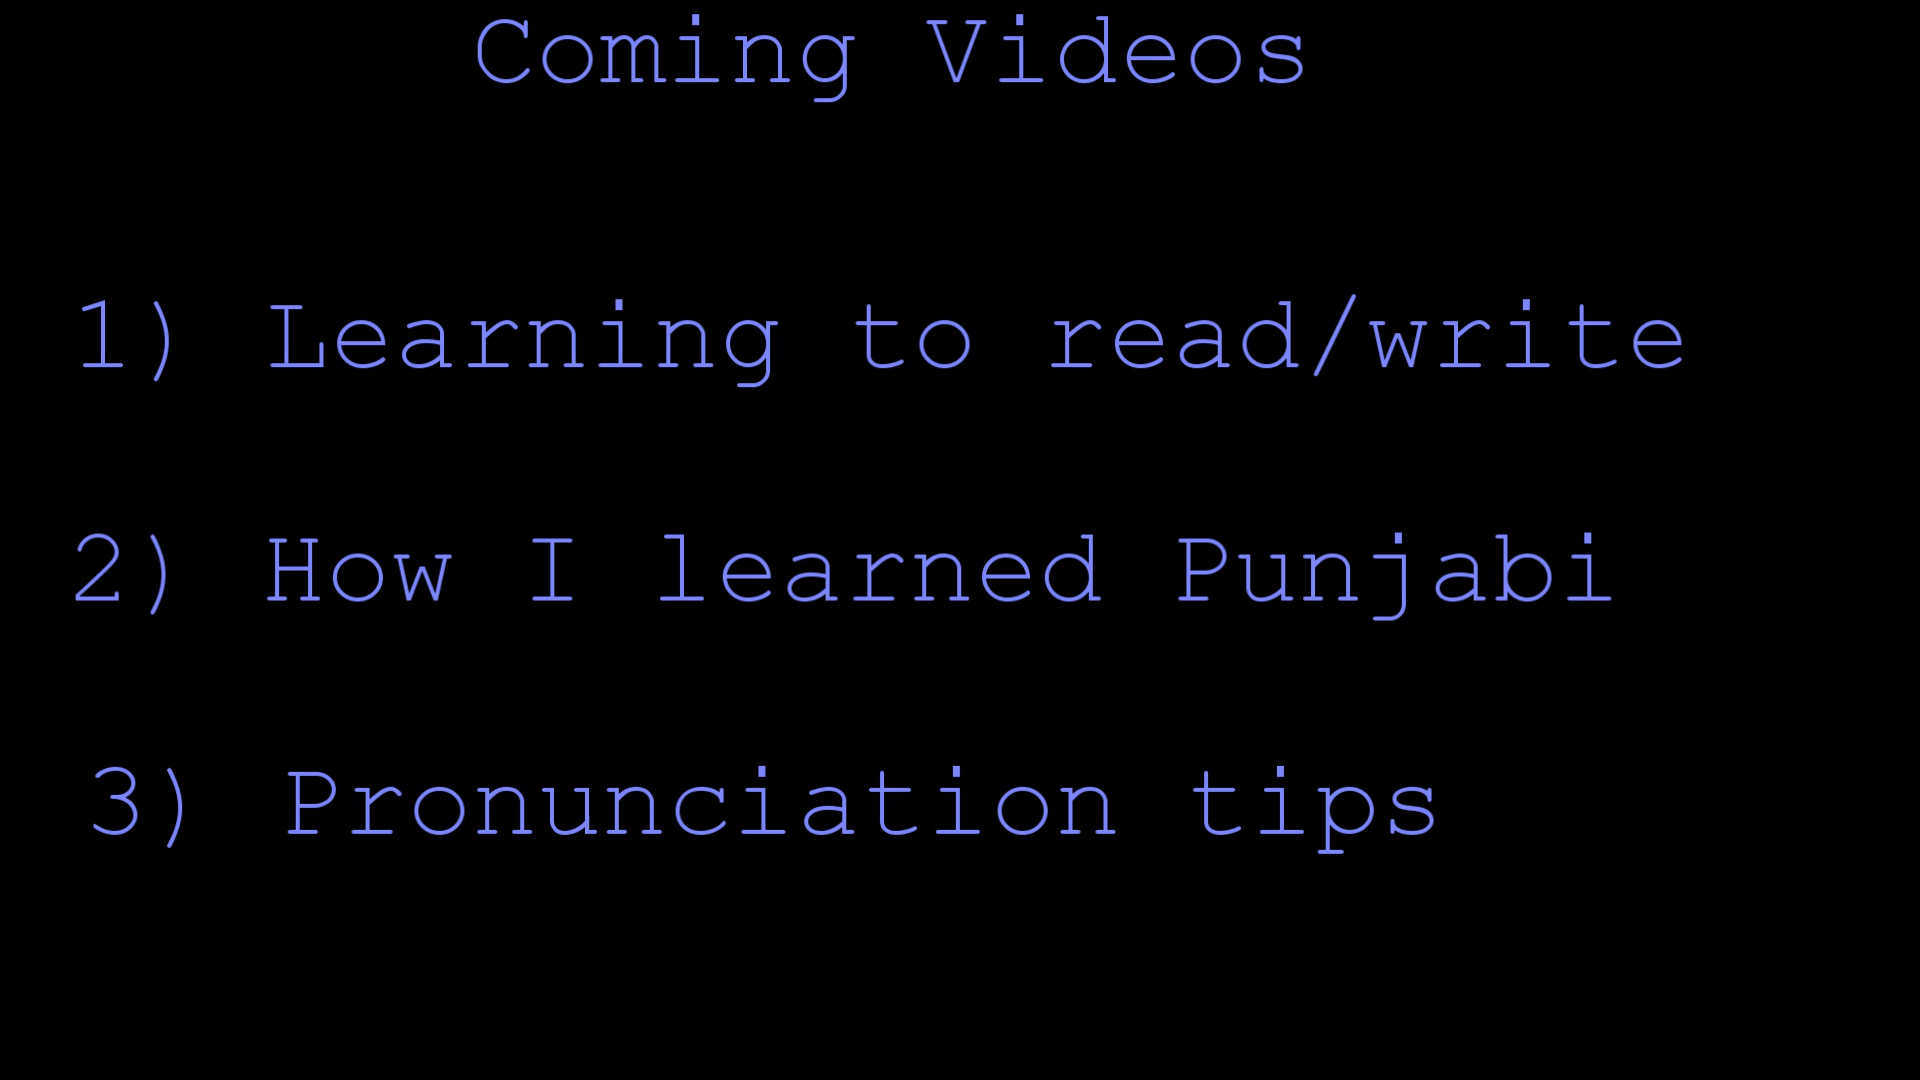 Coming Videos
1) Learning to read/write
2) How I learned Punjabi
3) Pronunciation tips